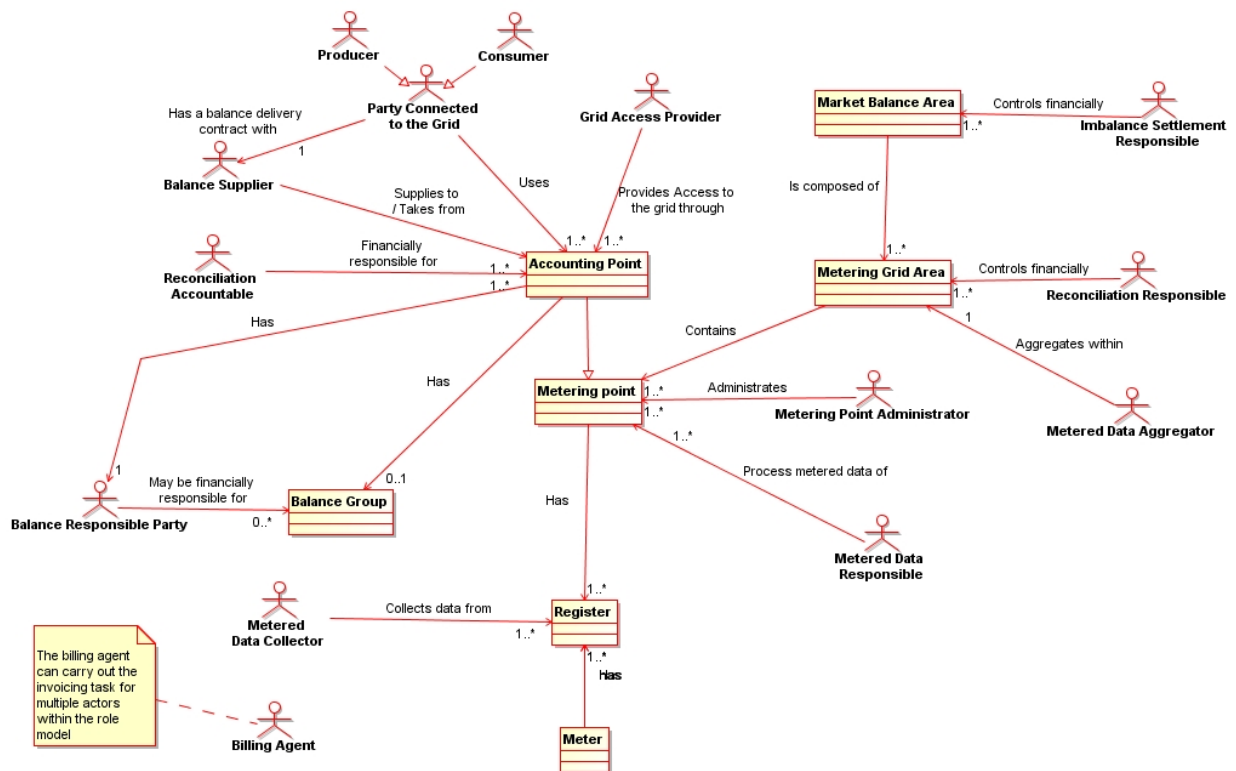 Producer
Consumer
Party Connected
to the Grid
Grid Access Provider
Market Balance Area
Controls financially
1..*
Imbalance Settlement
Responsible
Has a balance delivery
contract with
1
Balance Supplier
Uses
Provides Access to
the grid through
Is composed of
Supplies to
/ Takes from
1..*
1..*
1..*
Reconciliation
Accountable
Financially
responsible for
1..*
1..*
Accounting Point
Metering Grid Area
Controls financially
1..*
Reconciliation Responsible
1
Has
Contains
Aggregates within
Has
Metering point
1..*
1..*
1..*
Administrates
Metering Point Administrator
Metered Data Aggregator
1
0..1
Process metered data of
May be financially
responsible for
0..*
Balance Responsible Party
Balance Group
Has
Metered Data
Responsible
1..*
Metered
Data Collector
Collects data from
1..*
Register
1..*
Has
The billing agent
can carry out the
invoicing task for
multiple actors
within the role
model
Billing Agent
Meter